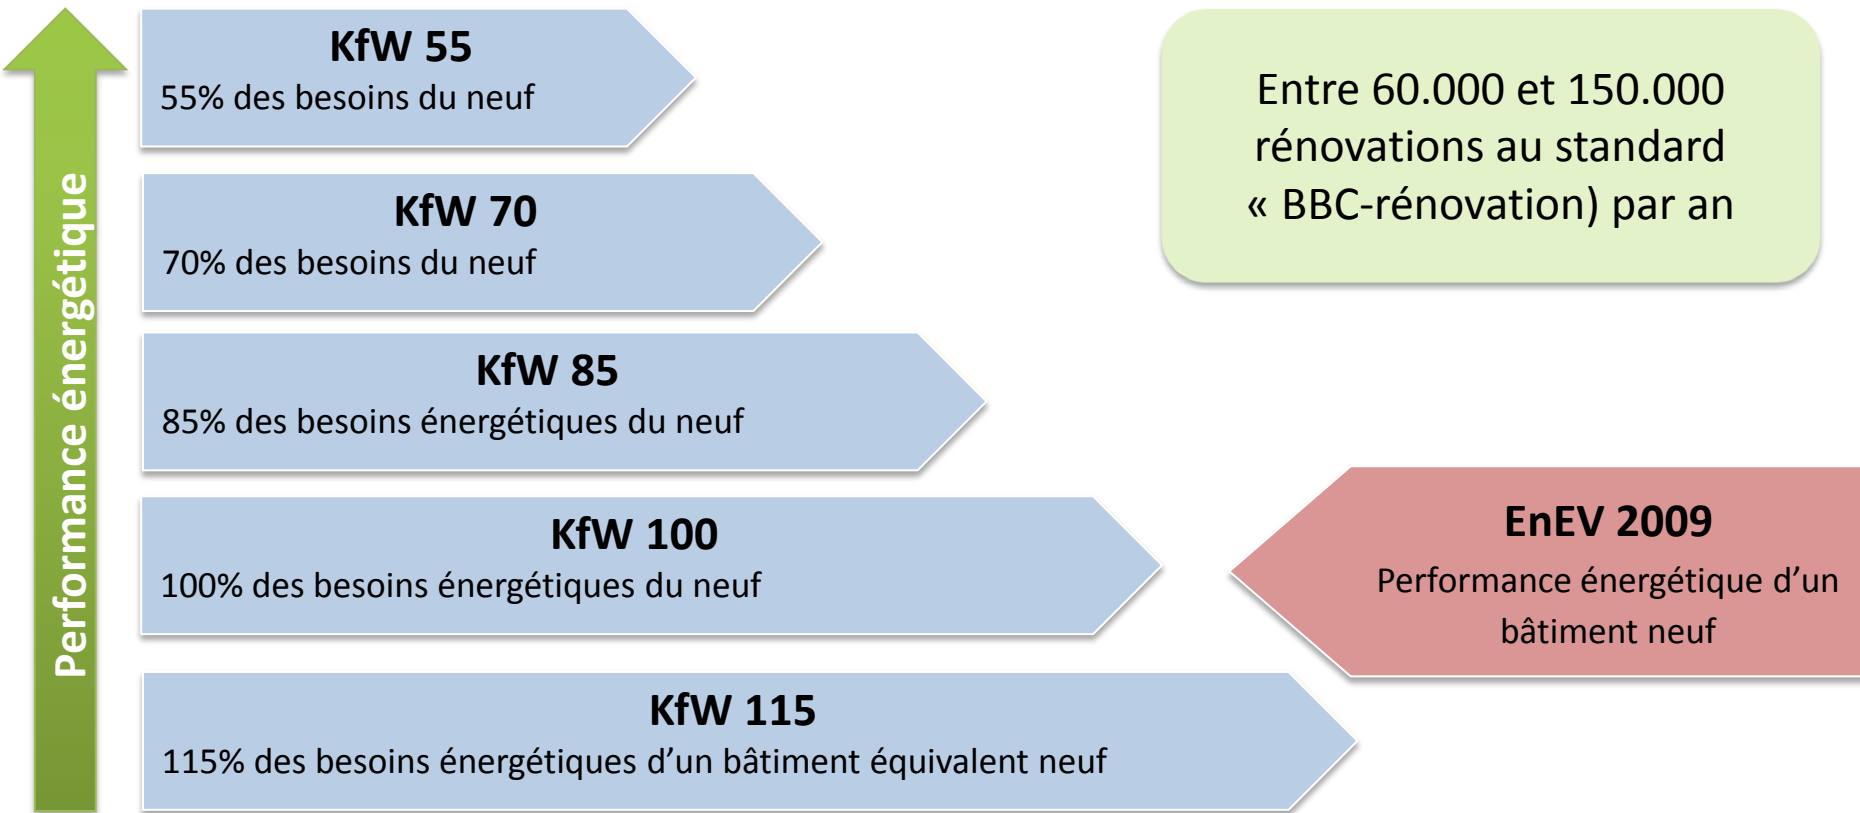 Performance énergétique
KfW 55
55% des besoins du neuf
KfW 70
70% des besoins du neuf
KfW 85
85% des besoins énergétiques du neuf
KfW 100
100% des besoins énergétiques du neuf
KfW 115
115% des besoins énergétiques d’un bâtiment équivalent neuf
Entre 60.000 et 150.000
rénovations au standard
« BBC-rénovation) par an
EnEV 2009
Performance énergétique d’un
bâtiment neuf